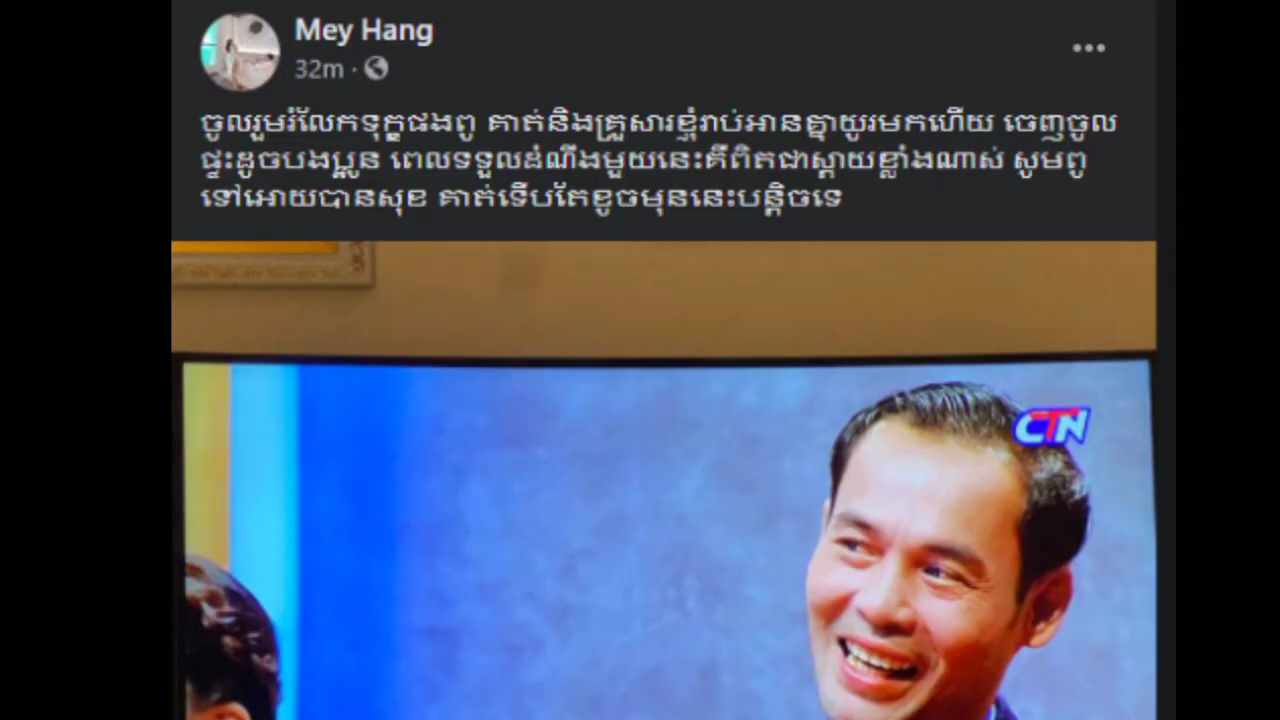 Mey Hang
32m ·
ចូលរួមរំលែកទុក្ខផងពូ គាត់និងគ្រួសារខ្ញុំរាប់អានគ្នាយូរមកហើយ ចេញចូល
ផ្ទះដូចបងប្អូន ពេលទទួលដំណឹងមួយនេះគឺពិតជាស្ដាយខ្លាំងណាស់ សូមពូ
ទៅអោយបានសុខ គាត់ទើបតែខូចមុននេះបន្តិចទេ
CTN